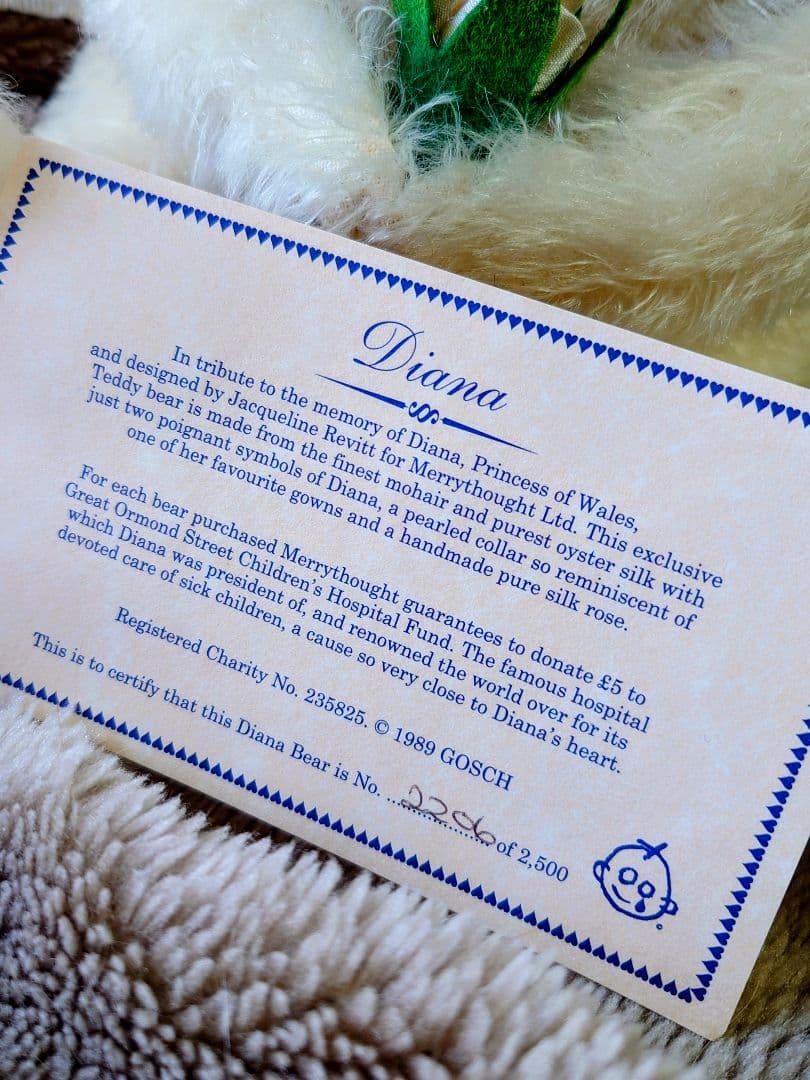 Diana
In tribute to the memory of Diana, Princess of Wales,
and designed by Jacqueline Revitt for Merrythought Ltd. This exclusive
Teddy bear is made from the finest mohair and purest oyster silk with
just two poignant symbols of Diana, a pearled collar so reminiscent of
one of her favourite gowns and a handmade pure silk rose.
For each bear purchased Merrythought guarantees to donate £5 to
Great Ormond Street Children's Hospital Fund. The famous hospital
which Diana was president of, and renowned the world over for its
devoted care of sick children, a cause so very close to Diana's heart.
Registered Charity No. 235825. © 1989 GOSCH
This is to certify that this Diana Bear is No. 2206 of 2,500